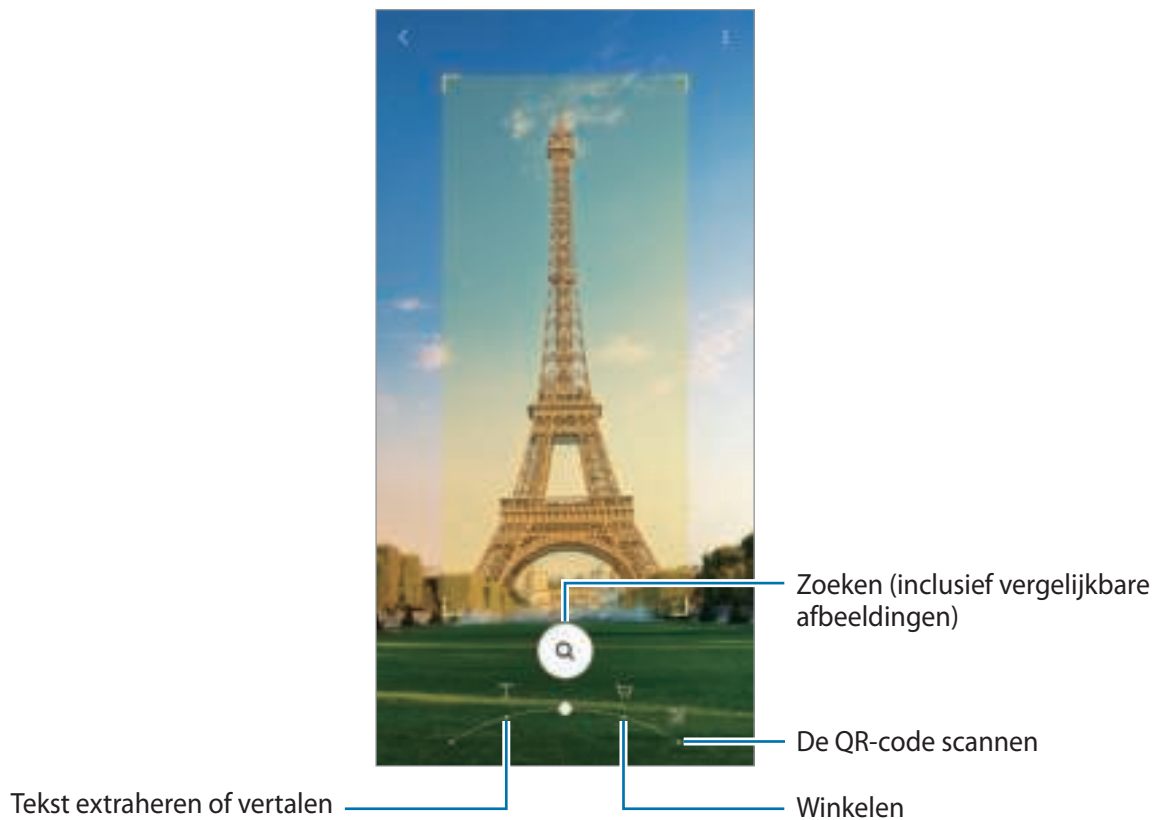 Zoeken (inclusief vergelijkbare
afbeeldingen)
De QR-code scannen
Tekst extraheren of vertalen
Winkelen